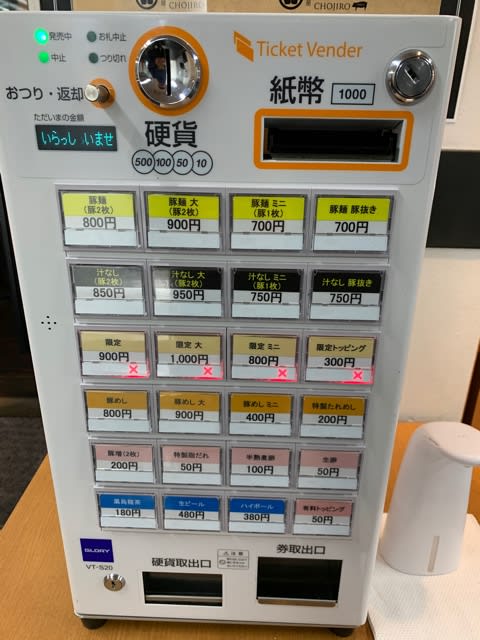 CHOJIRO
発売中
お札中止
中止
つり切れ
Ticket Vender
おつり・返却
ただいまの金額
いらっしいませ
硬貨
500 100 50 10
紙幣 1000
豚麺 (豚2枚) 800円
豚麺 大 (豚2枚) 900円
豚麺 ミニ (豚1枚) 700円
豚麺 豚抜き 700円
汁なし (豚2枚) 850円
汁なし 大 (豚2枚) 950円
汁なし ミニ (豚1枚) 750円
汁なし 豚抜き 750円
限定 900円 ×
限定 大 1,000円 ×
限定 ミニ 800円 ×
限定トッピング 300円 ×
豚めし 800円
豚めし 大 900円
豚めし ミニ 400円
特製たれめし 200円
豚増(2枚) 200円
特製脂だれ 50円
半熟煮卵 100円
生卵 50円
黒烏龍茶 180円
生ビール 480円
ハイボール 380円
有料トッピング 50円
GLORY
VT-S20
硬貨取出口
注意
券取出口